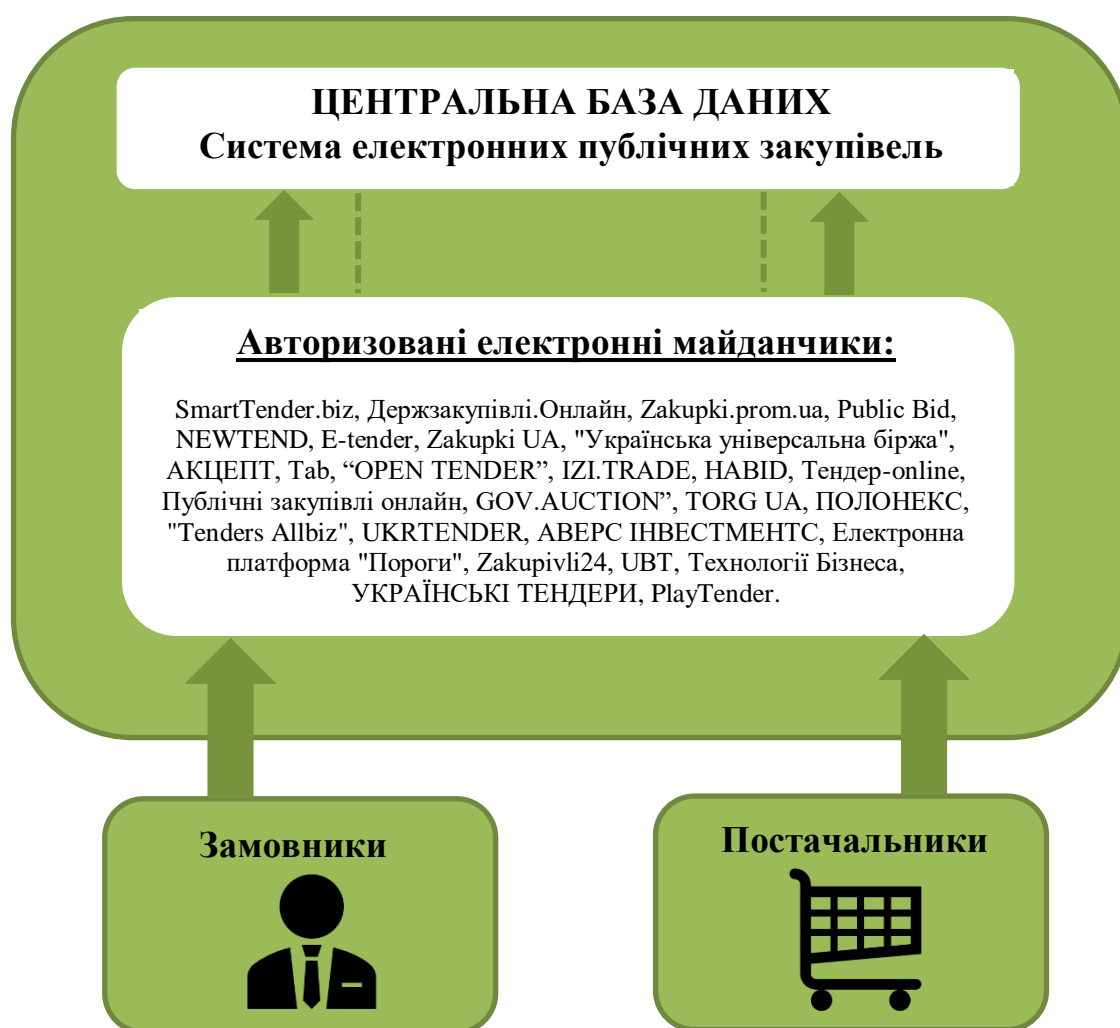 ЦЕНТРАЛЬНА БАЗА ДАНИХ
Система електронних публічних закупівель
Авторизовані електронні майданчики:
SmartTender.biz, Держзакупівлі.Онлайн, Zakupki.prom.ua, Public Bid,
NEWTEND, E-tender, Zakupki UA, "Українська універсальна біржа",
АКЦЕПТ, Tab, “OPEN TENDER”, IZI.TRADE, HABID, Тендер-online,
Публічні закупівлі онлайн, GOV.AUCTION”, TORG UA, ПОЛОНЕКС,
"Tenders Allbiz", UKRTENDER, АВЕРС ІНВЕСТМЕНТС, Електронна
платформа "Пороги", Zakupivli24, UBT, Технології Бізнеса,
УКРАЇНСЬКІ ТЕНДЕРИ, PlayTender.
Замовники
Постачальники